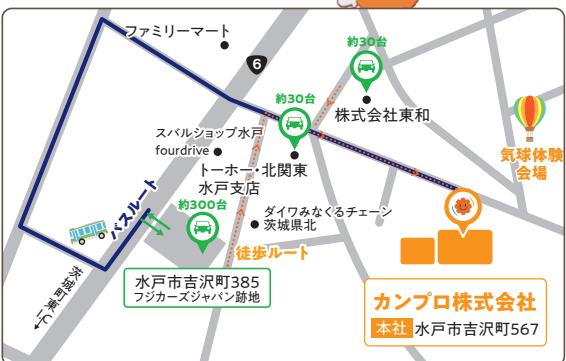 ファミリーマート
6
約30台
株式会社東和
約30台
スバルショップ水戸
fourdrive
トーホー・北関東
水戸支店
気球体験
会場
約300台
ダイワみなくるチェーン
茨城県北
バスルート
徒歩ルート
茨城町東IC
水戸市吉沢町385
フジカーズジャパン跡地
カンプロ株式会社
本社 水戸市吉沢町567